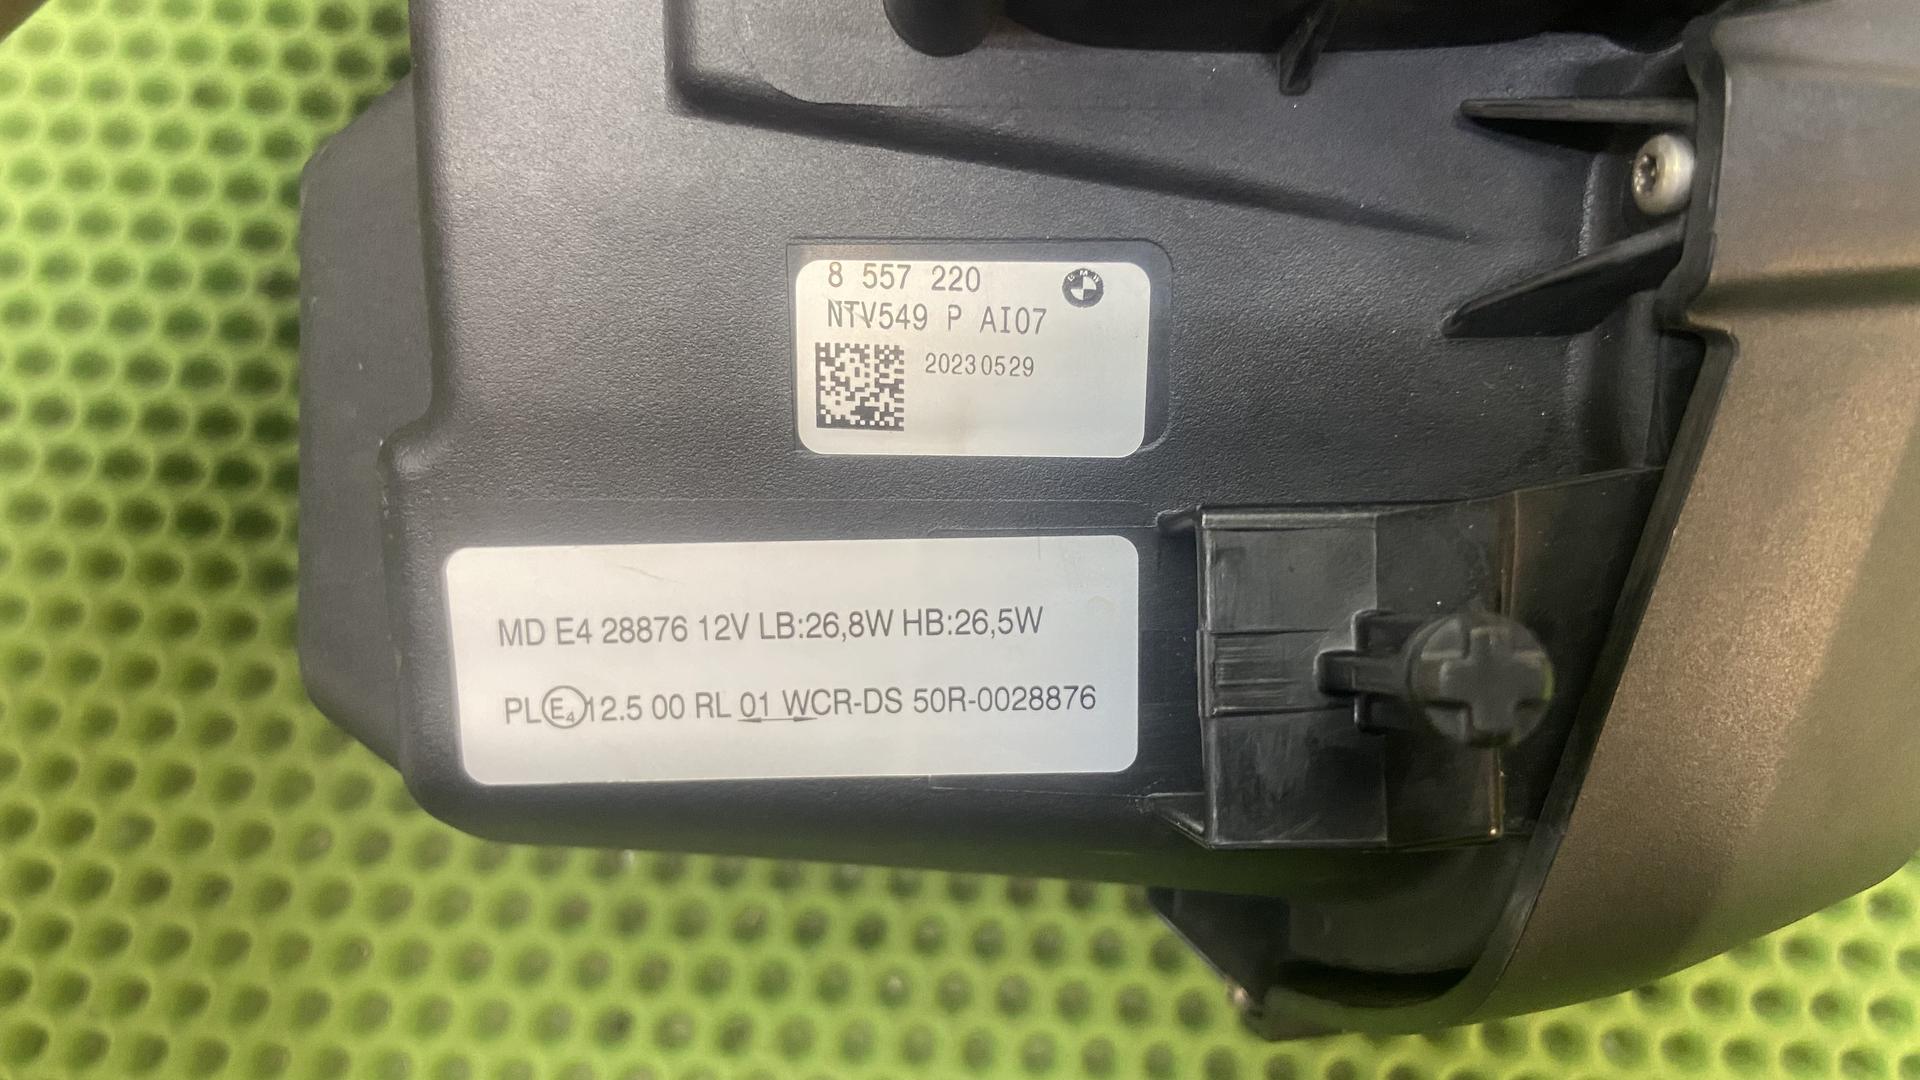 8 557 220
NTV549 P AI07
20230529
MD E4 28876 12V LB:26,8W HB:26,5W
PL E4 12.5 00 RL 01 WCR-DS 50R-0028876